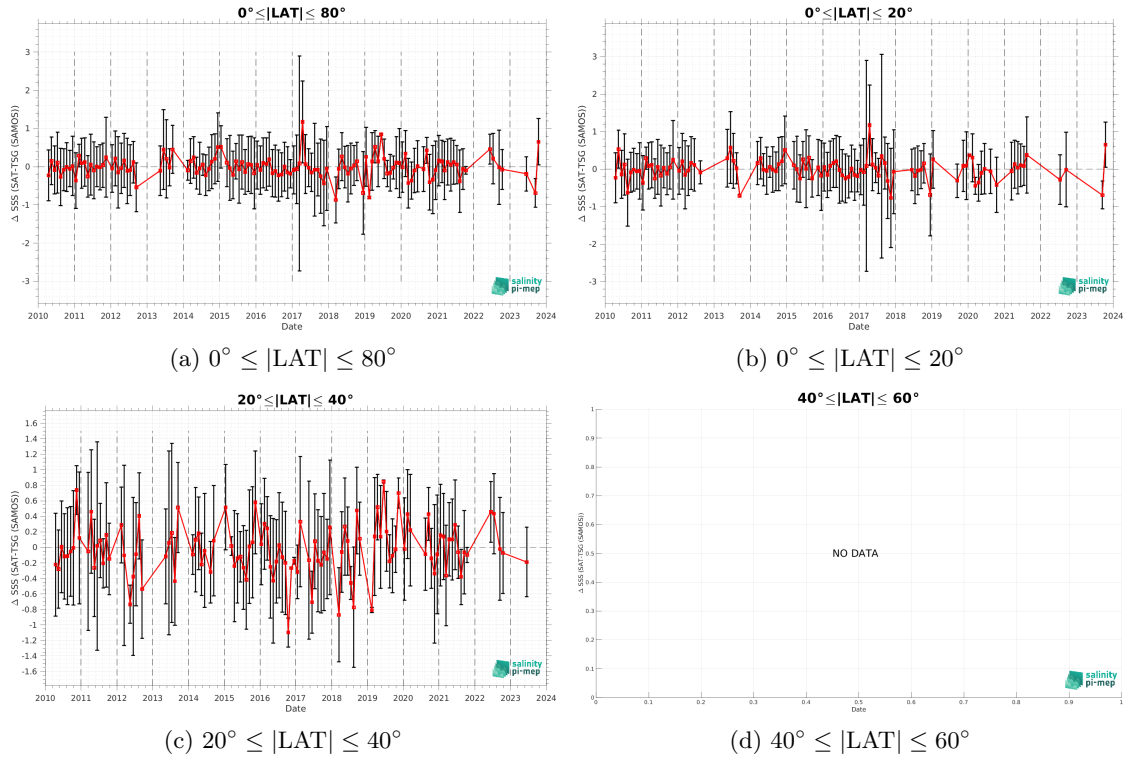 0°≤|LAT|≤ 80°
Δ SSS (SAT-TSG (SAMOS))
3
2
1
0
-1
-2
-3
2010 2011 2012 2013 2014 2015 2016 2017 2018 2019 2020 2021 2022 2023 2024
Date
salinity
pi-mep
(a) 0° ≤ |LAT| ≤ 80°
0°≤|LAT|≤ 20°
Δ SSS (SAT-TSG (SAMOS))
3
2
1
0
-1
-2
-3
2010 2011 2012 2013 2014 2015 2016 2017 2018 2019 2020 2021 2022 2023 2024
Date
salinity
pi-mep
(b) 0° ≤ |LAT| ≤ 20°
20°≤|LAT|≤ 40°
Δ SSS (SAT-TSG (SAMOS))
1.6
1.4
1.2
1
0.8
0.6
0.4
0.2
0
-0.2
-0.4
-0.6
-0.8
-1
-1.2
-1.4
-1.6
2010 2011 2012 2013 2014 2015 2016 2017 2018 2019 2020 2021 2022 2023 2024
Date
salinity
pi-mep
(c) 20° ≤ |LAT| ≤ 40°
40°≤|LAT|≤ 60°
Δ SSS (SAT-TSG (SAMOS))
1
0.9
0.8
0.7
0.6
0.5
0.4
0.3
0.2
0.1
0
NO DATA
0 0.1 0.2 0.3 0.4 0.5 0.6 0.7 0.8 0.9 1
Date
salinity
pi-mep
(d) 40° ≤ |LAT| ≤ 60°